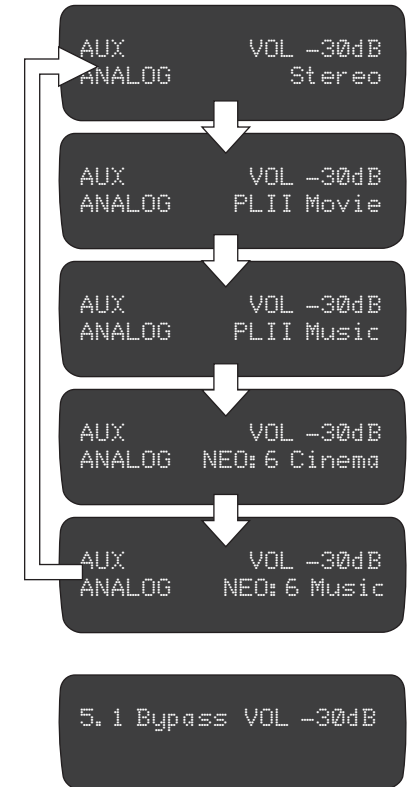 AUX VOL –30dB
ANALOG Stereo
AUX VOL –30dB
ANALOG PLII Movie
AUX VOL –30dB
ANALOG PLII Music
AUX VOL –30dB
ANALOG NEO:6 Cinema
AUX VOL –30dB
ANALOG NEO:6 Music
5.1 Bypass VOL –30dB